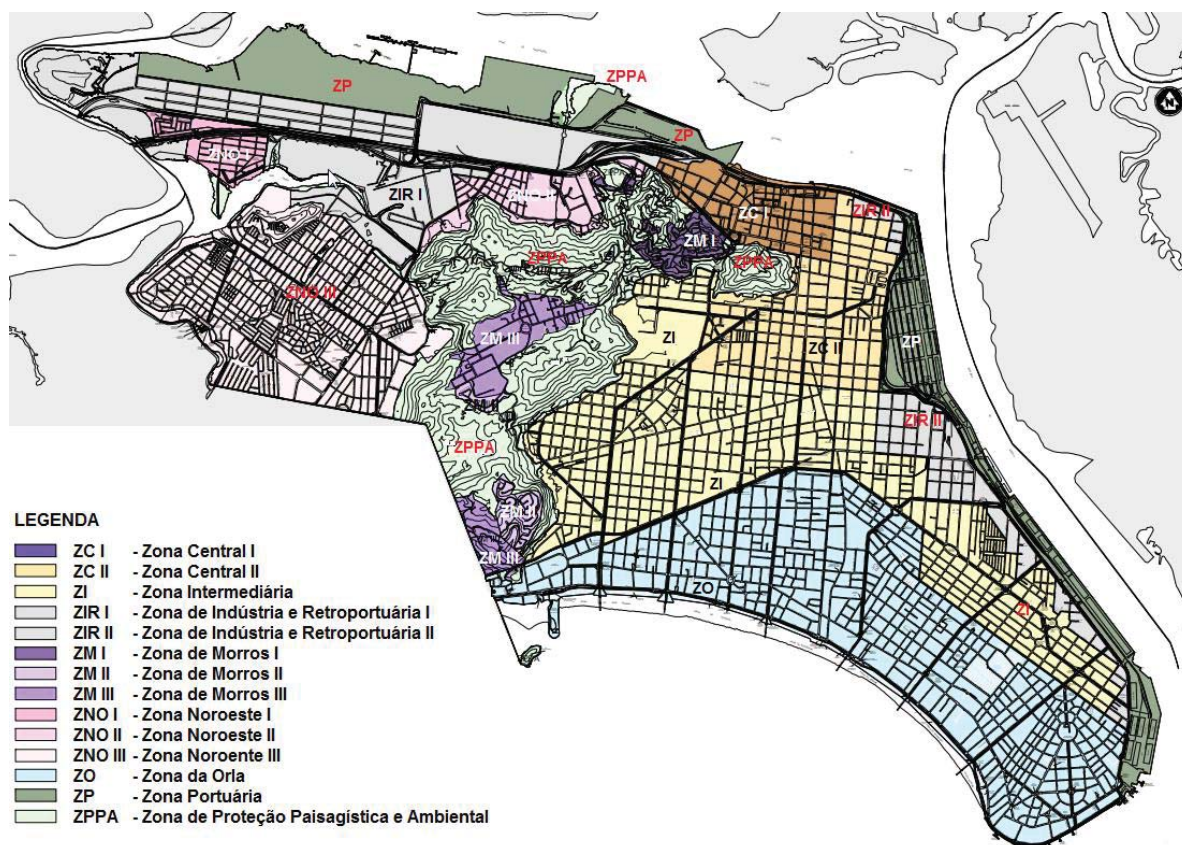 ZPPA
ZP
ZP
ZNO I
ZIR I
ZNO II
ZC I
ZIR II
ZM I
ZPPA
ZPPA
ZNO III
ZM III
ZI
ZC II
ZP
ZM II
ZIR II
ZPPA
ZI
ZM II
ZM III
ZO
ZI
N
LEGENDA
ZC I - Zona Central I
ZC II - Zona Central II
ZI - Zona Intermediária
ZIR I - Zona de Indústria e Retroportuária I
ZIR II - Zona de Indústria e Retroportuária II
ZM I - Zona de Morros I
ZM II - Zona de Morros II
ZM III - Zona de Morros III
ZNO I - Zona Noroeste I
ZNO II - Zona Noroeste II
ZNO III - Zona Noroente III
ZO - Zona da Orla
ZP - Zona Portuária
ZPPA - Zona de Proteção Paisagística e Ambiental